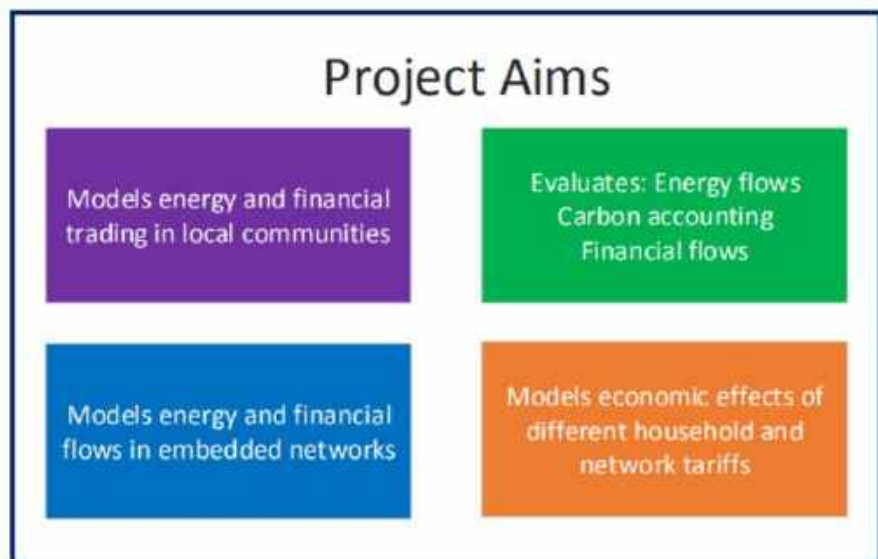 Project Aims
Models energy and financial
trading in local communities
Evaluates: Energy flows
Carbon accounting
Financial flows
Models energy and financial
flows in embedded networks
Models economic effects of
different household and
network tariffs